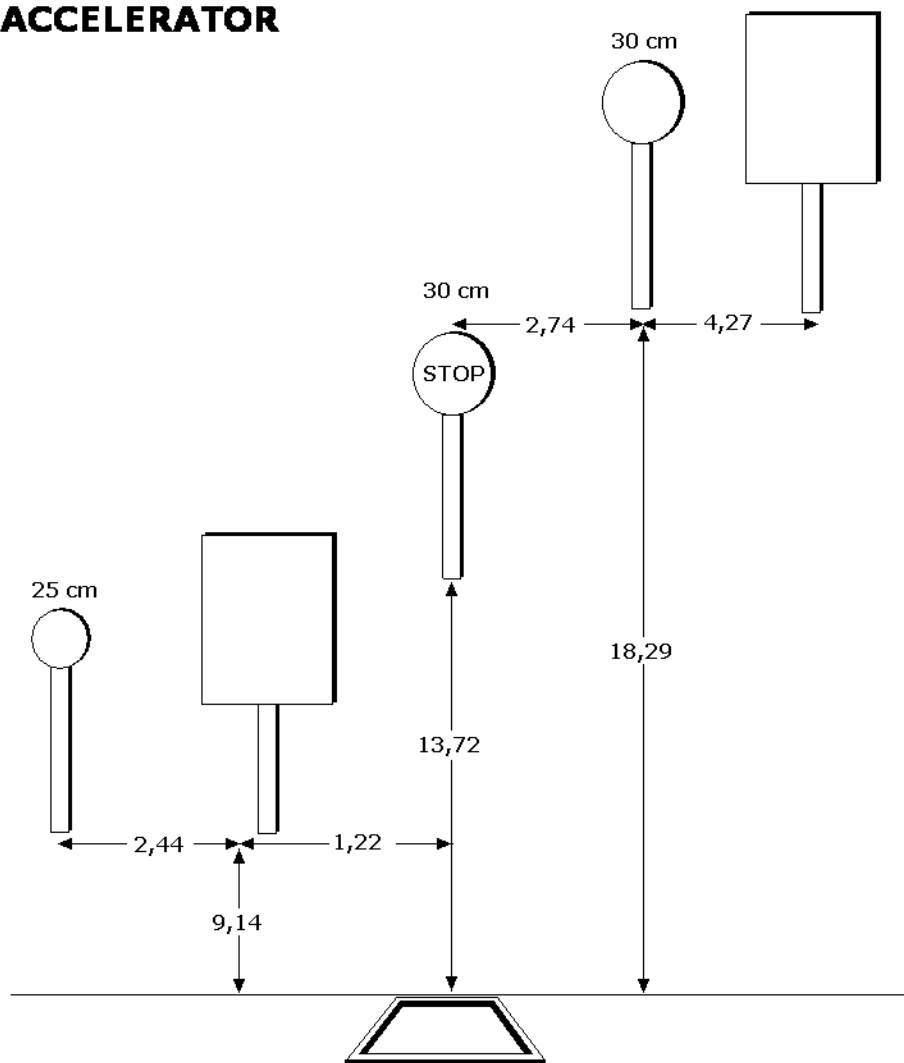 ACCELERATOR
30 cm
30 cm
2,74
4,27
STOP
25 cm
18,29
13,72
2,44
1,22
9,14